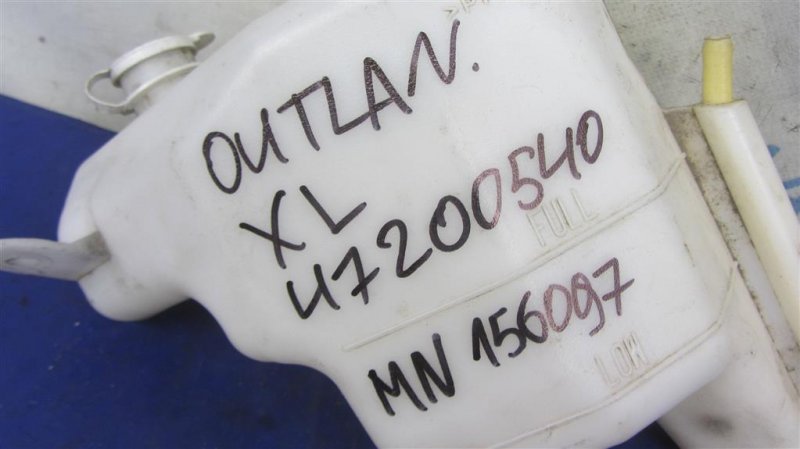 >P
OUTLAN.
XL
47200540
FULL
MN 156097
LOW